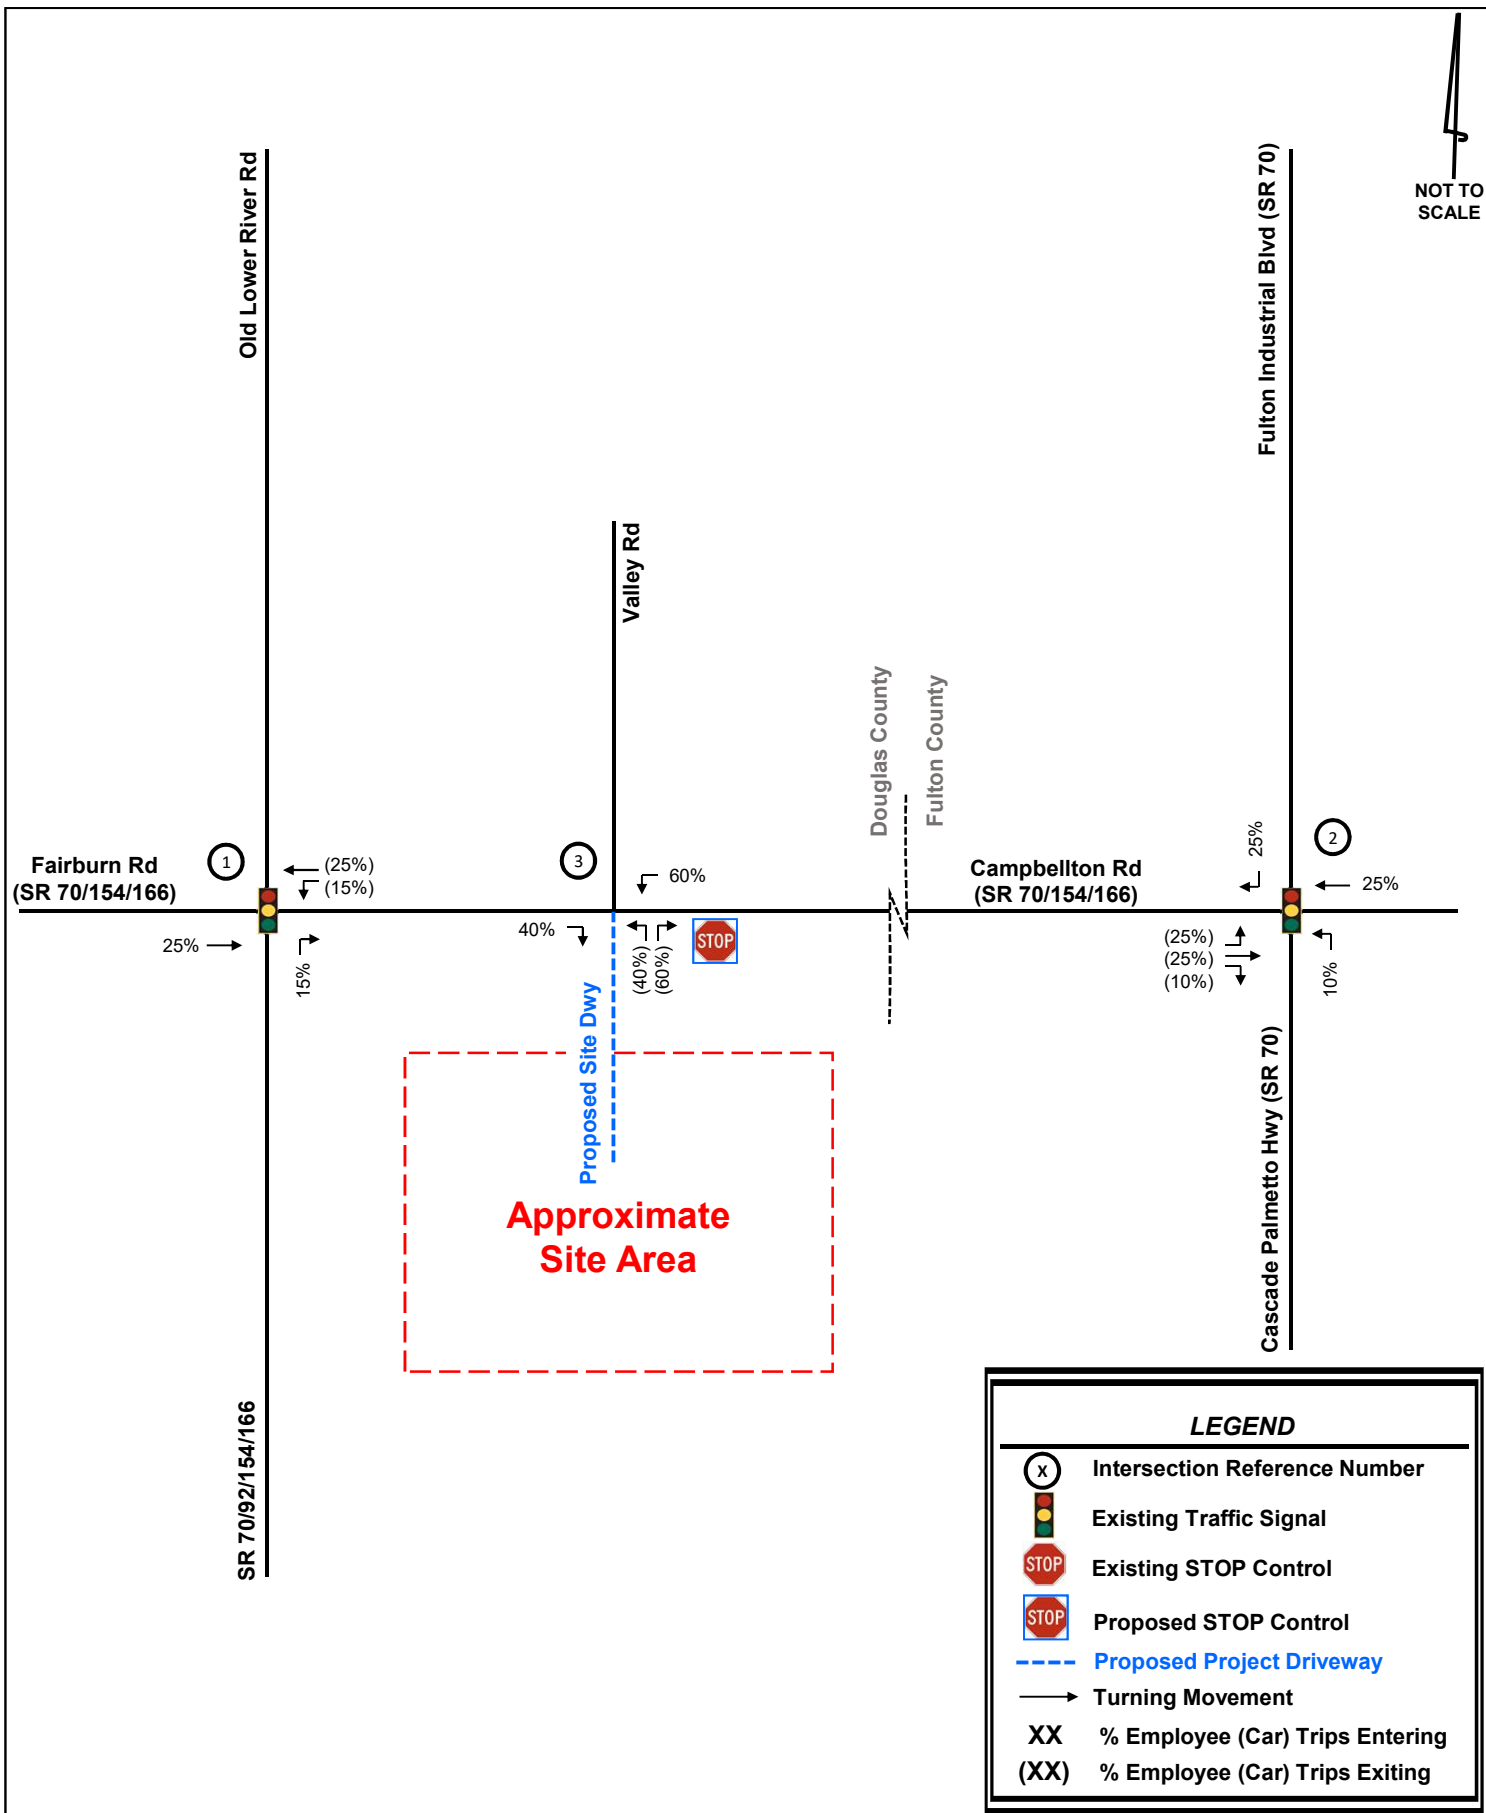 NOT TO
SCALE
Old Lower River Rd
Fulton Industrial Blvd (SR 70)
Valley Rd
Douglas County
Fulton County
Fairburn Rd
(SR 70/154/166)
1
(25%)
(15%)
25%
15%
3
60%
40%
(40%)
(60%)
STOP
Campbellton Rd
(SR 70/154/166)
25%
2
25%
(25%)
(25%)
(10%)
10%
Proposed Site Dwy
Approximate
Site Area
Cascade Palmetto Hwy (SR 70)
SR 70/92/154/166
LEGEND
X Intersection Reference Number
Existing Traffic Signal
STOP Existing STOP Control
STOP Proposed STOP Control
Proposed Project Driveway
Turning Movement
XX % Employee (Car) Trips Entering
(XX) % Employee (Car) Trips Exiting